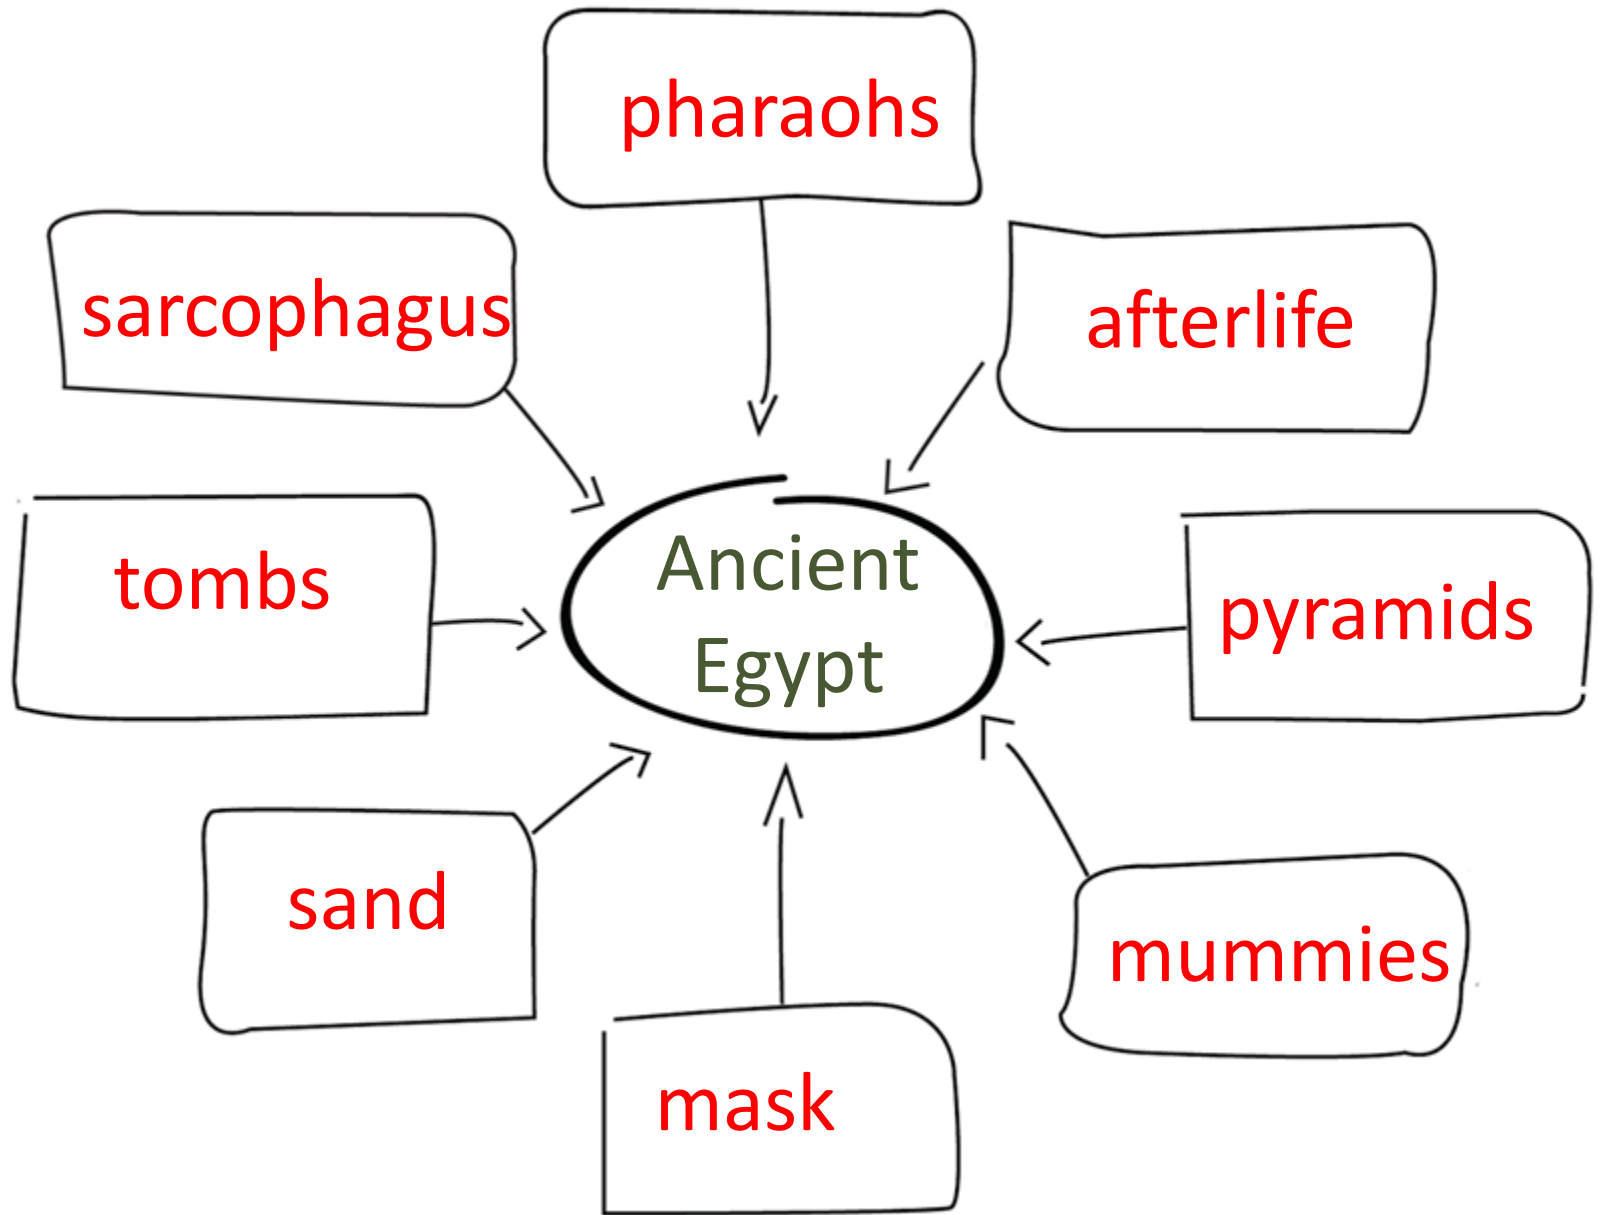 pharaohs
sarcophagus
afterlife
tombs
Ancient
Egypt
pyramids
sand
mummies
mask